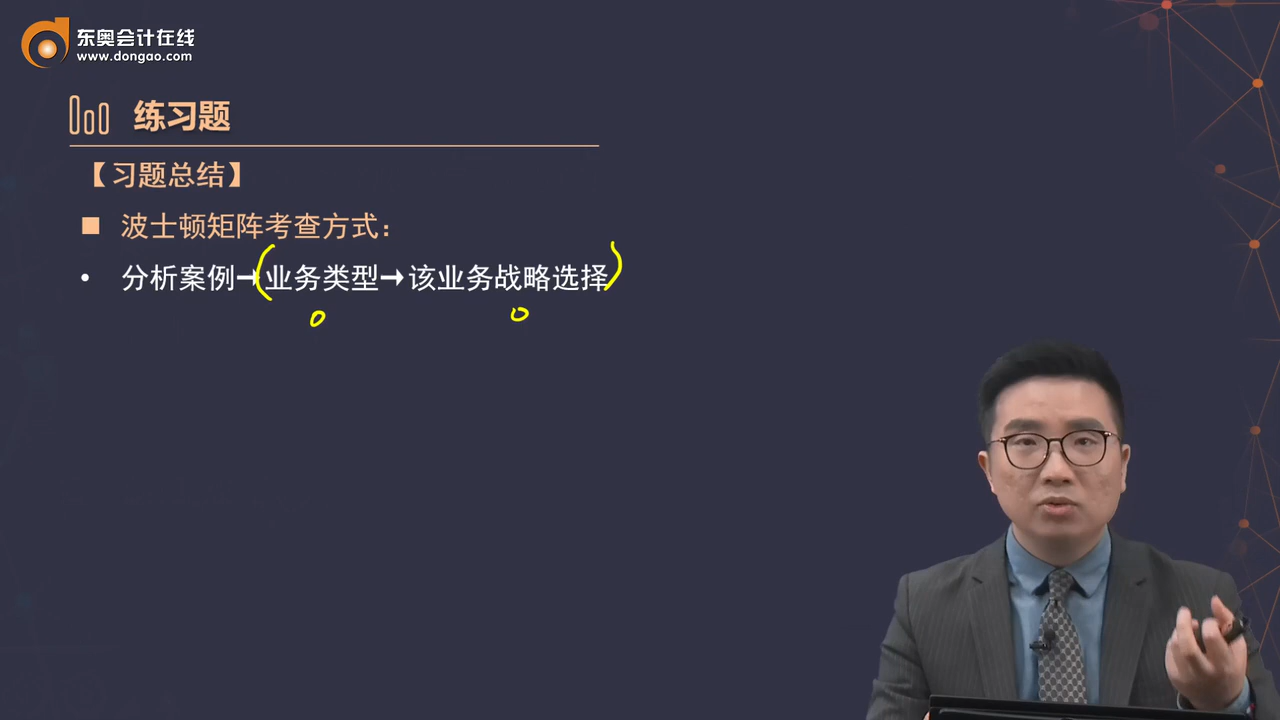 东奥会计在线
www.dongao.com
练习题
【习题总结】
■ 波士顿矩阵考查方式：
• 分析案例→(业务类型→该业务战略选择)